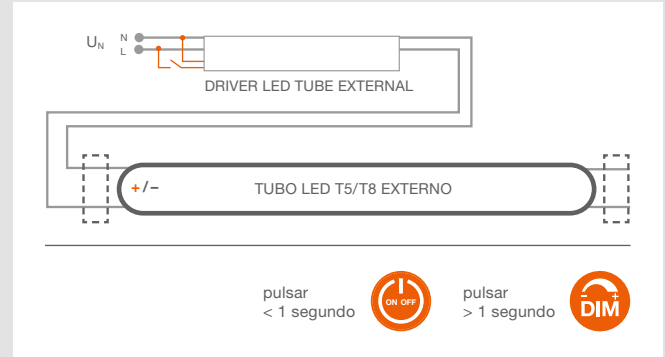 UN N
L
DRIVER LED TUBE EXTERNAL
+/–
TUBO LED T5/T8 EXTERNO
pulsar
< 1 segundo
ON OFF
pulsar
> 1 segundo
– +
DIM